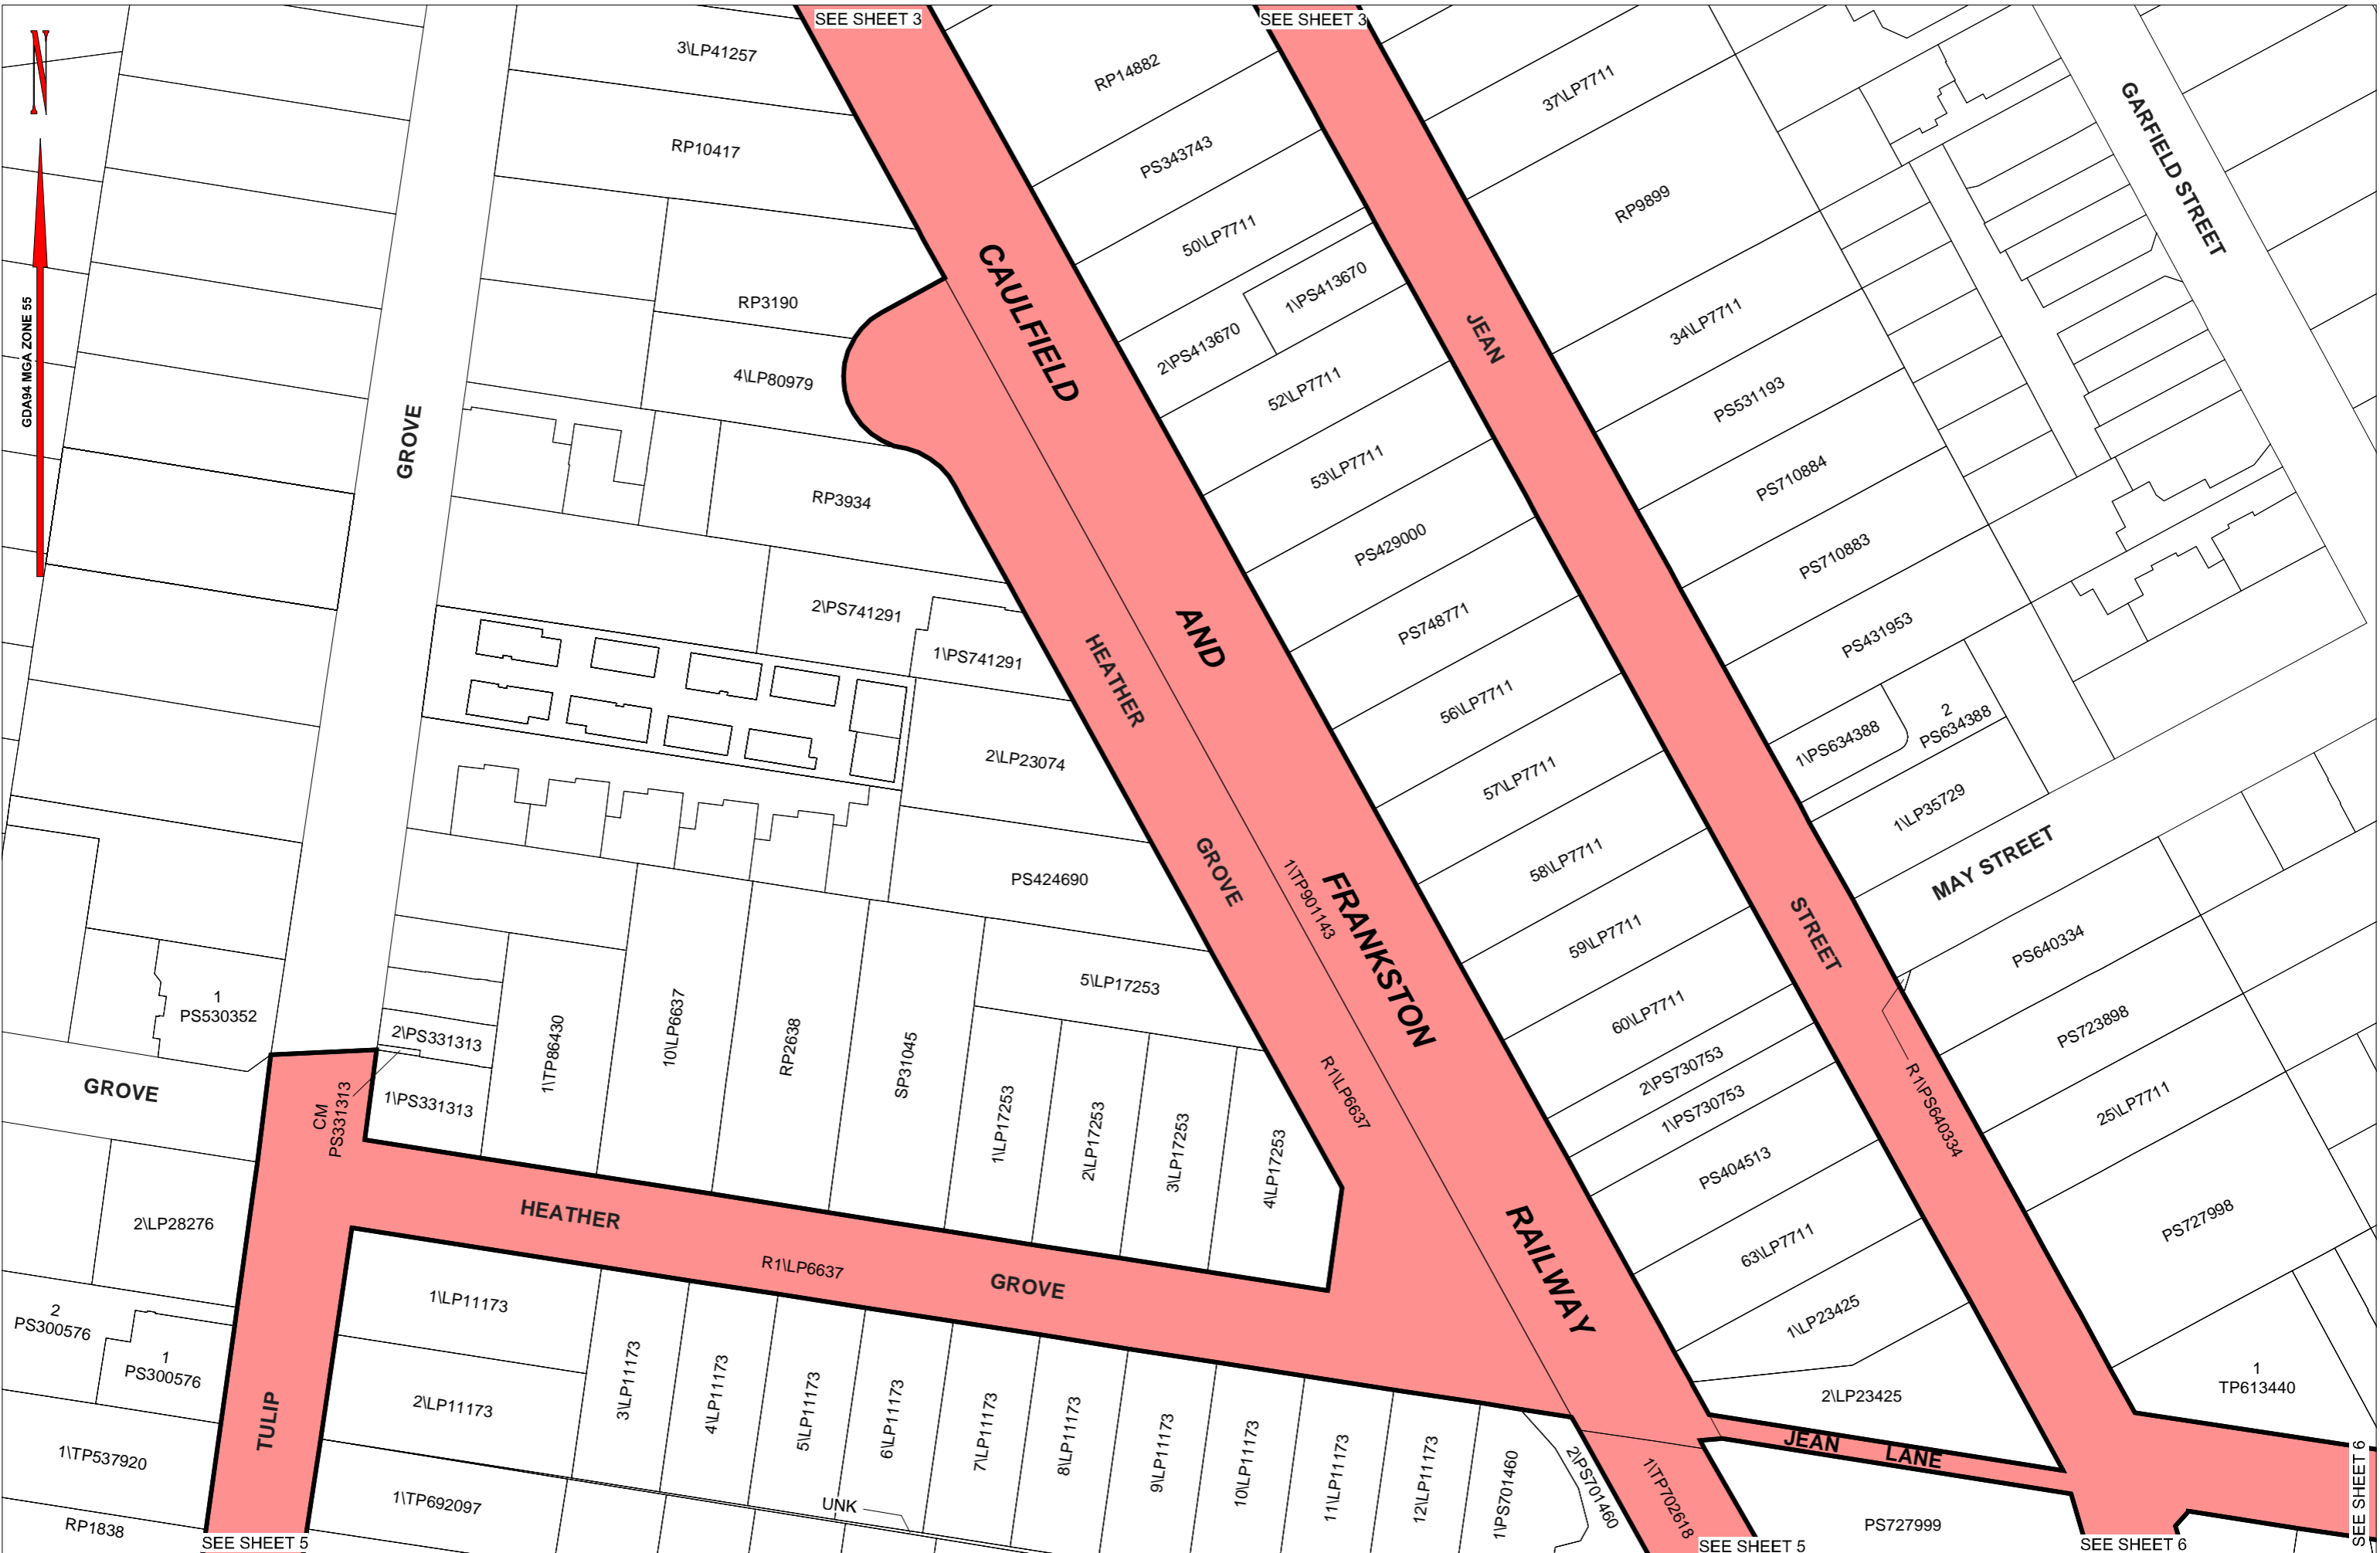 SEE SHEET 3
SEE SHEET 3
N
GDA94 MGA ZONE 55
3\LP41257
RP10417
RP3190
4\LP80979
RP3934
2\PS741291
1\PS741291
2\LP23074
PS424690
5\LP17253
GROVE
GROVE
1
PS530352
2\PS331313
1\PS331313
CM
PS331313
1\TP86430
10\LP6637
RP2638
SP31045
1\LP17253
2\LP17253
3\LP17253
4\LP17253
HEATHER
GROVE
R1\LP6637
CAULFIELD
AND
FRANKSTON
RAILWAY
HEATHER
GROVE
1\TP901143
R1\LP6637
RP14882
PS343743
50\LP7711
1\PS413670
2\PS413670
52\LP7711
53\LP7711
PS429000
PS748771
56\LP7711
57\LP7711
58\LP7711
59\LP7711
60\LP7711
2\PS730753
1\PS730753
PS404513
63\LP7711
1\LP23425
2\LP23425
JEAN
STREET
37\LP7711
RP9899
34\LP7711
PS531193
PS710884
PS710883
PS431953
1\PS634388
2
PS634388
1\LP35729
GARFIELD STREET
MAY STREET
PS640334
PS723898
25\LP7711
PS727998
R1\PS640334
1
TP613440
JEAN
LANE
PS727999
2\LP28276
2
PS300576
1
PS300576
1\TP537920
RP1838
TULIP
1\LP11173
2\LP11173
1\TP692097
3\LP11173
4\LP11173
5\LP11173
6\LP11173
7\LP11173
8\LP11173
9\LP11173
10\LP11173
11\LP11173
12\LP11173
1\PS701460
2\PS701460
1\TP702618
UNK
SEE SHEET 5
SEE SHEET 5
SEE SHEET 6
SEE SHEET 6